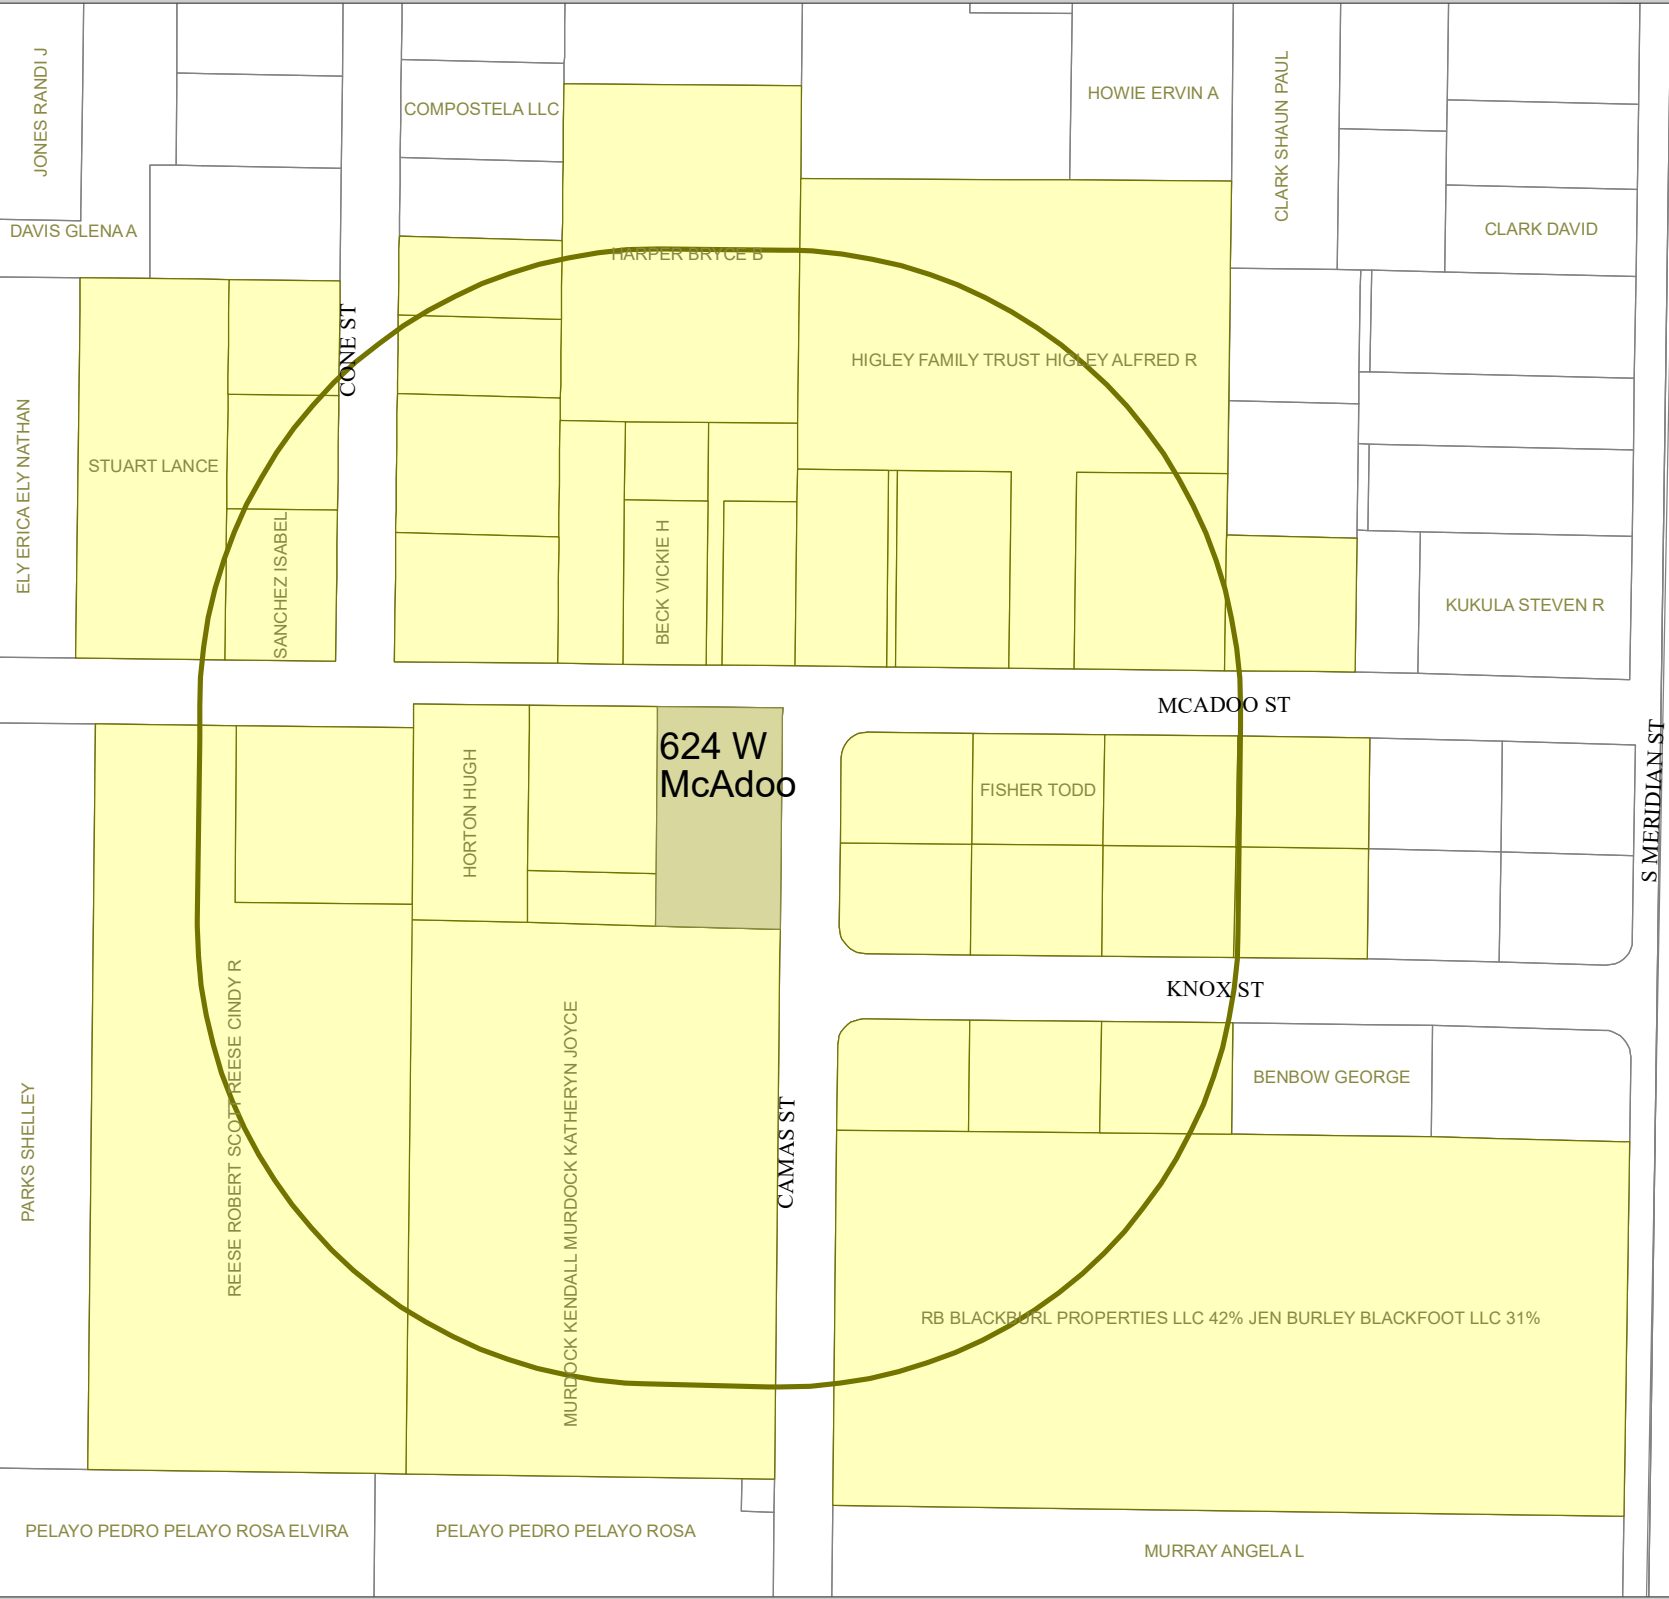 JONES RANDI J
COMPOSTELA LLC
HOWIE ERVIN A
CLARK SHAUN PAUL
DAVIS GLENA A
CLARK DAVID
HARPER BRYCE B
CONE ST
HIGLEY FAMILY TRUST HIGLEY ALFRED R
ELY ERICA ELY NATHAN
STUART LANCE
SANCHEZ ISABEL
BECK VICKIE H
KUKULA STEVEN R
MCADOO ST
624 W
McAdoo
HORTON HUGH
FISHER TODD
S MERIDIAN ST
KNOX ST
REESE ROBERT SCOTT REESE CINDY R
MURDOCK KENDALL MURDOCK KATHERYN JOYCE
BENBOW GEORGE
PARKS SHELLEY
CAMAS ST
RB BLACKBURL PROPERTIES LLC 42% JEN BURLEY BLACKFOOT LLC 31%
PELAYO PEDRO PELAYO ROSA ELVIRA
PELAYO PEDRO PELAYO ROSA
MURRAY ANGELA L